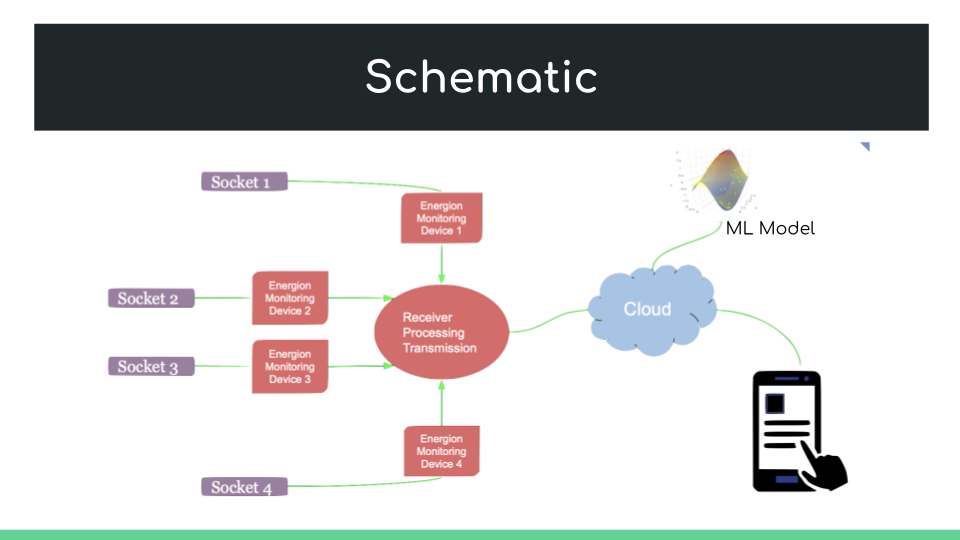 Schematic
Socket 1
Energion
Monitoring
Device 1
ML Model
Socket 2
Energion
Monitoring
Device 2
Receiver
Processing
Transmission
Cloud
Socket 3
Energion
Monitoring
Device 3
Energion
Monitoring
Device 4
Socket 4